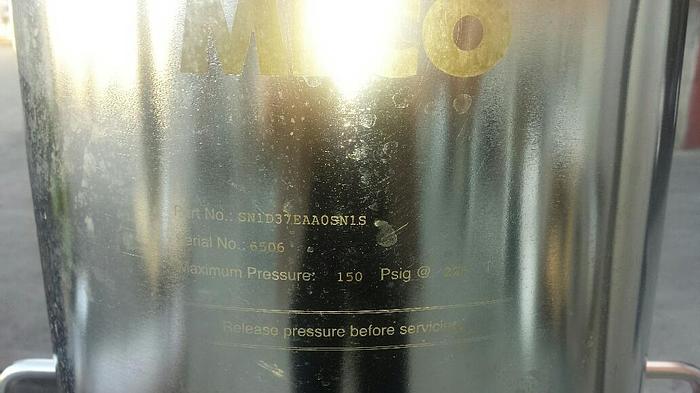 Part No.: SN1D37EAA0SN1S
Serial No.: 6506
Maximum Pressure: 150 Psig @
Release pressure before servicing